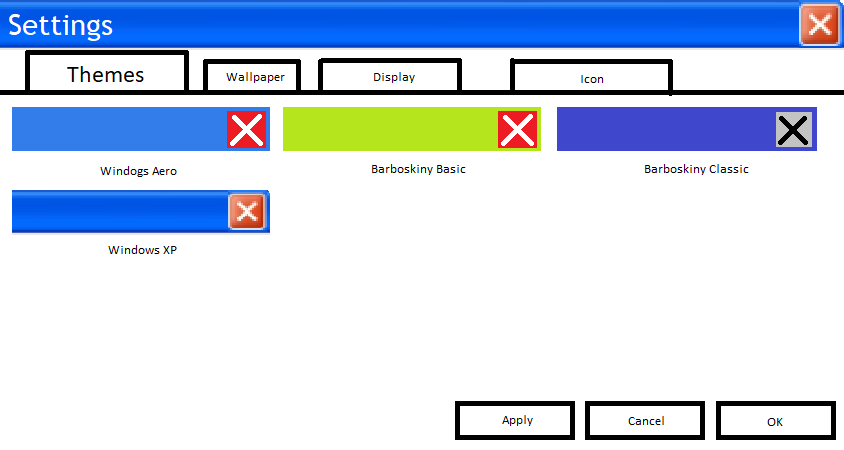 Settings
Themes
Wallpaper
Display
Icon
Windogs Aero
Barboskiny Basic
Barboskiny Classic
Windows XP
Apply
Cancel
OK